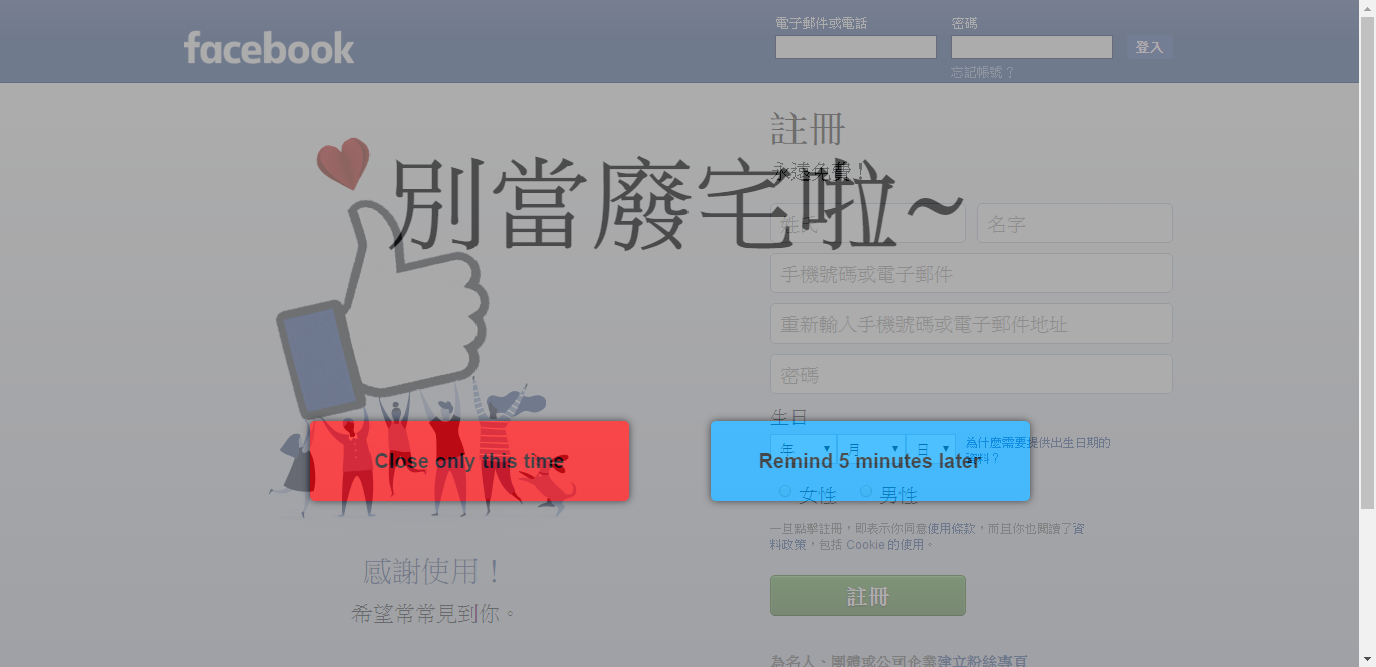 facebook
電子郵件或電話
密碼
登入
忘記帳號？
註冊
永遠免費！
別當廢宅啦~
姓氏
名字
手機號碼或電子郵件
重新輸入手機號碼或電子郵件地址
密碼
生日
年
月
日
為什麼需要提供出生日期的
資料？
Close only this time
Remind 5 minutes later
女性
男性
一旦點擊註冊，即表示你同意使用條款，而且你也閱讀了資
料政策，包括 Cookie 的使用。
感謝使用！
希望常常見到你。
註冊
為名人、團體或公司企業建立粉絲專頁